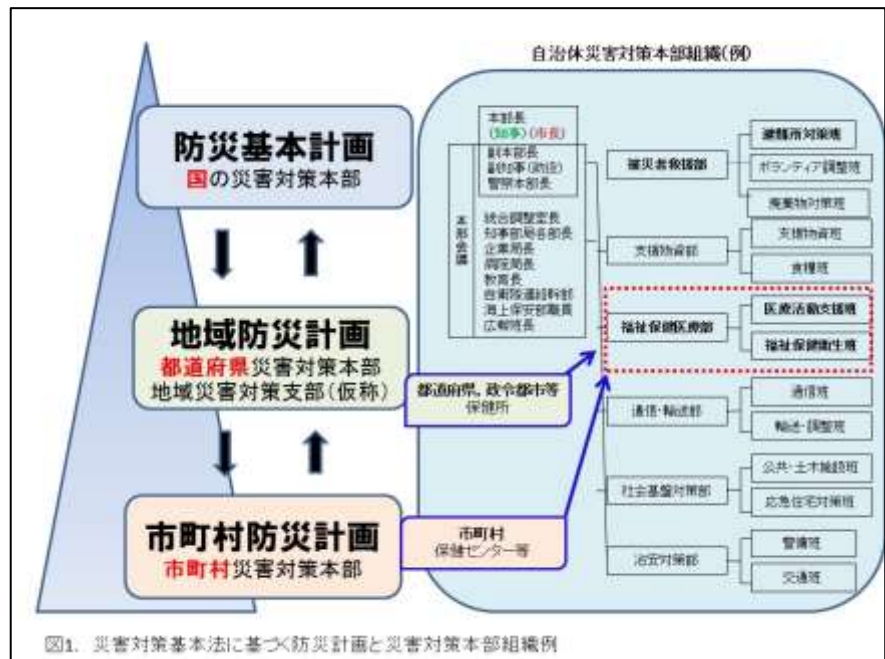 自治体災害対策本部組織(例)
防災基本計画
国の災害対策本部
地域防災計画
都道府県災害対策本部
地域災害対策支部(仮称)
市町村防災計画
市町村災害対策本部
都道府県，政令都市等
保健所
市町村
保健センター等
本部長
(知事)(市長)
副本部長
副知事(助役)
警察本部長
統合調整室長
知事部局各部長
企業局長
病院局長
教育長
自衛隊連絡幹部
海上保安部職員
広報班長
被災者救援部
避難所対策班
ボランティア調整班
廃棄物対策班
支援物資部
支援物資班
食糧班
福祉保健医療部
医療活動支援班
福祉保健衛生班
通信・輸送部
通信班
輸送・調整班
社会基盤対策部
公共・土木施設班
応急住宅対策班
治安対策部
警備班
交通班
図1. 災害対策基本法に基づく防災計画と災害対策本部組織例